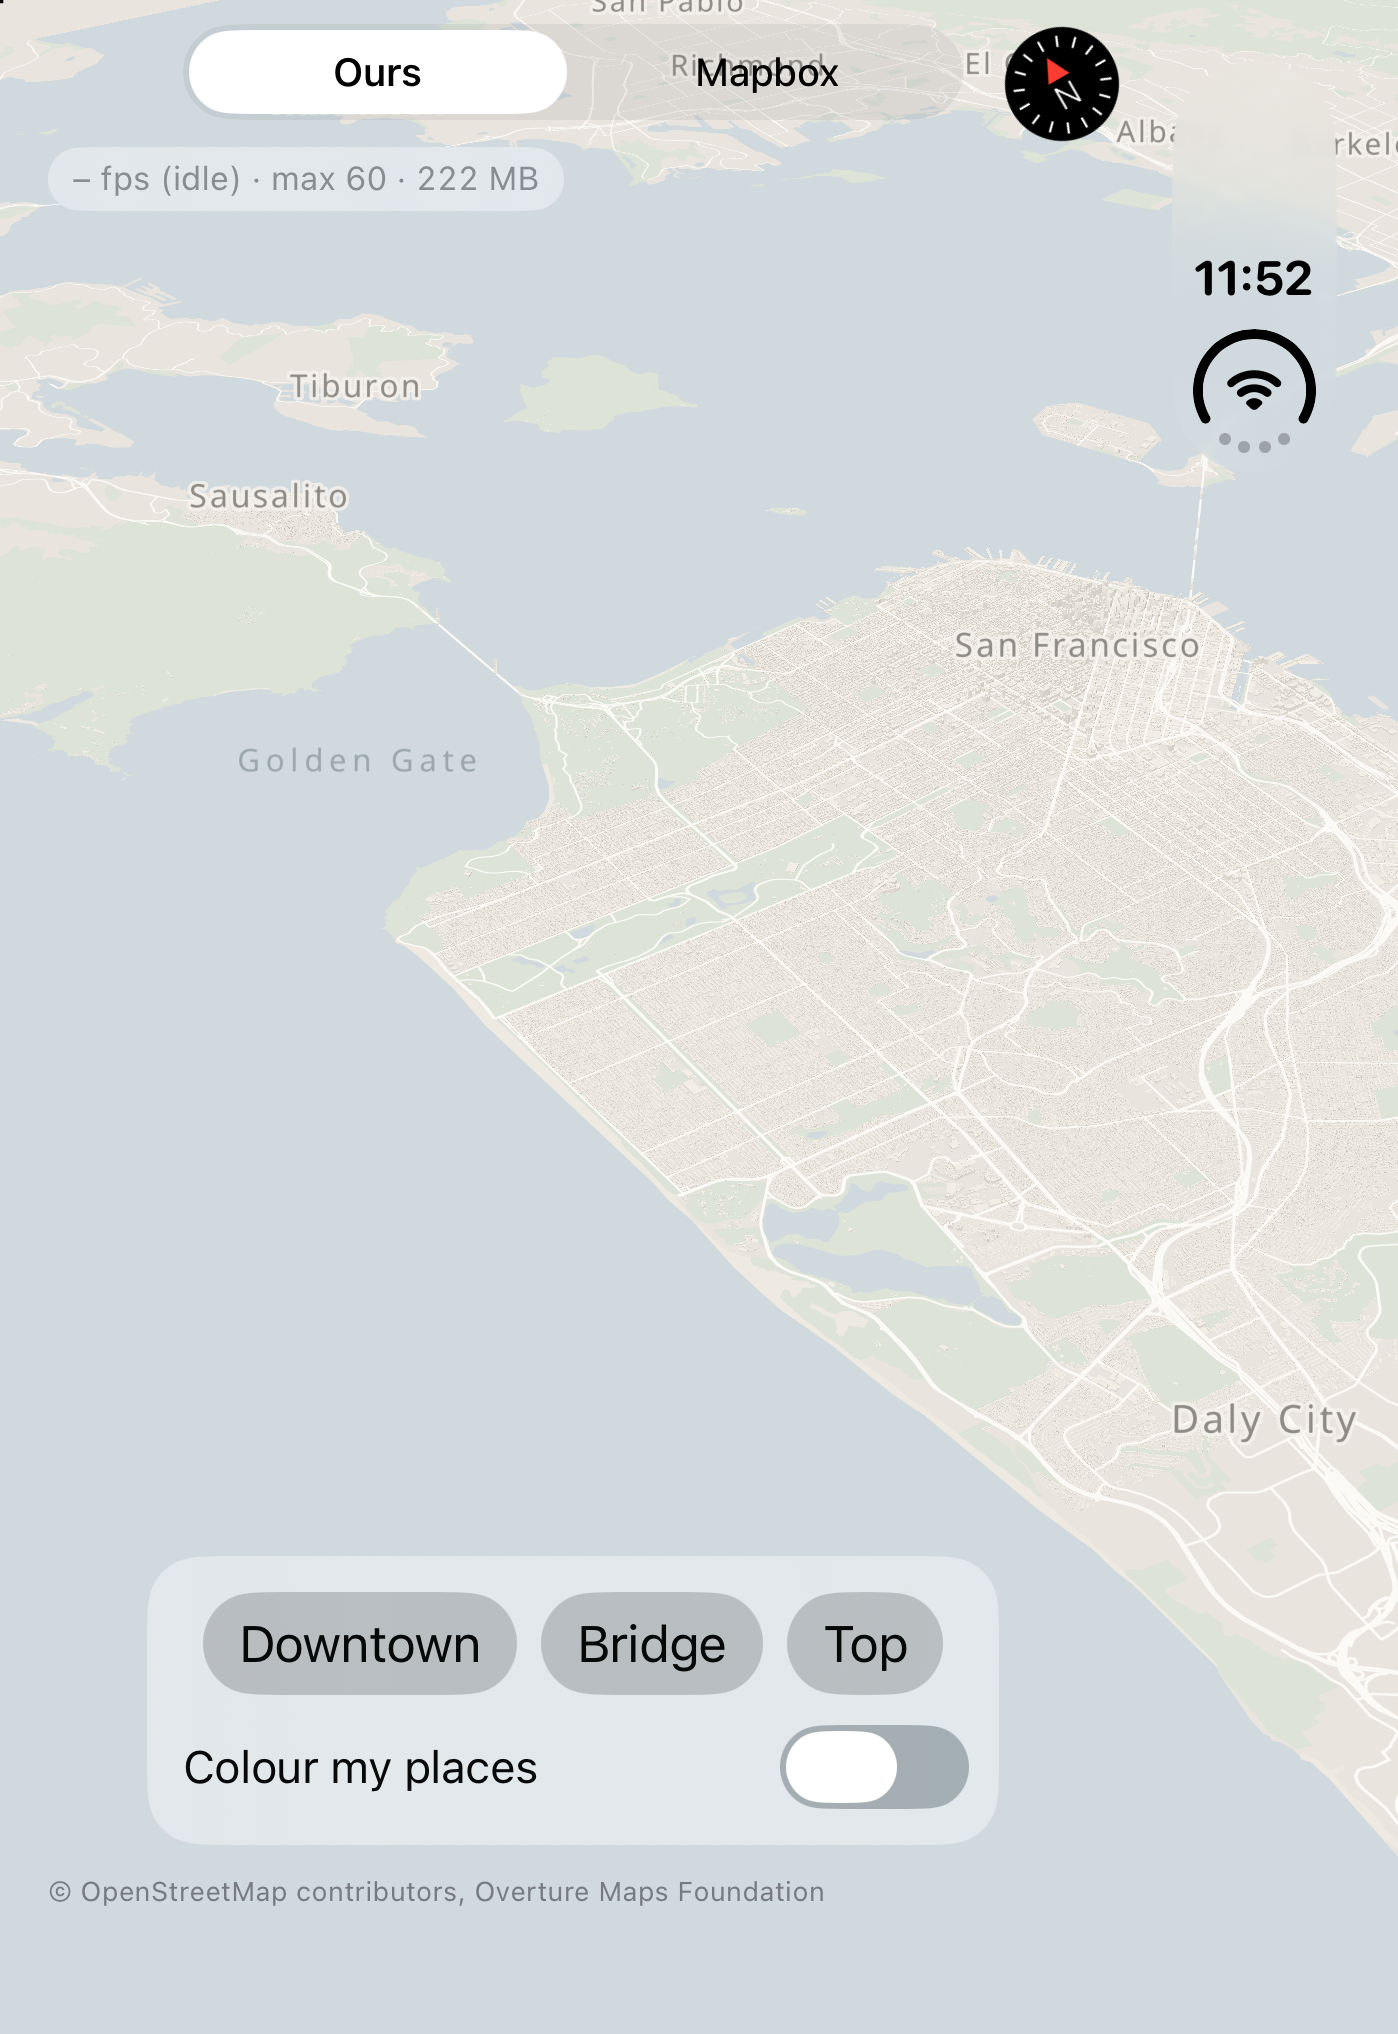 San Pablo
Ours
Richmond
Mapbox
El
N
Alba
rkel
– fps (idle) · max 60 · 222 MB
11:52
Tiburon
Sausalito
San Francisco
Golden Gate
Daly City
Downtown
Bridge
Top
Colour my places
© OpenStreetMap contributors, Overture Maps Foundation